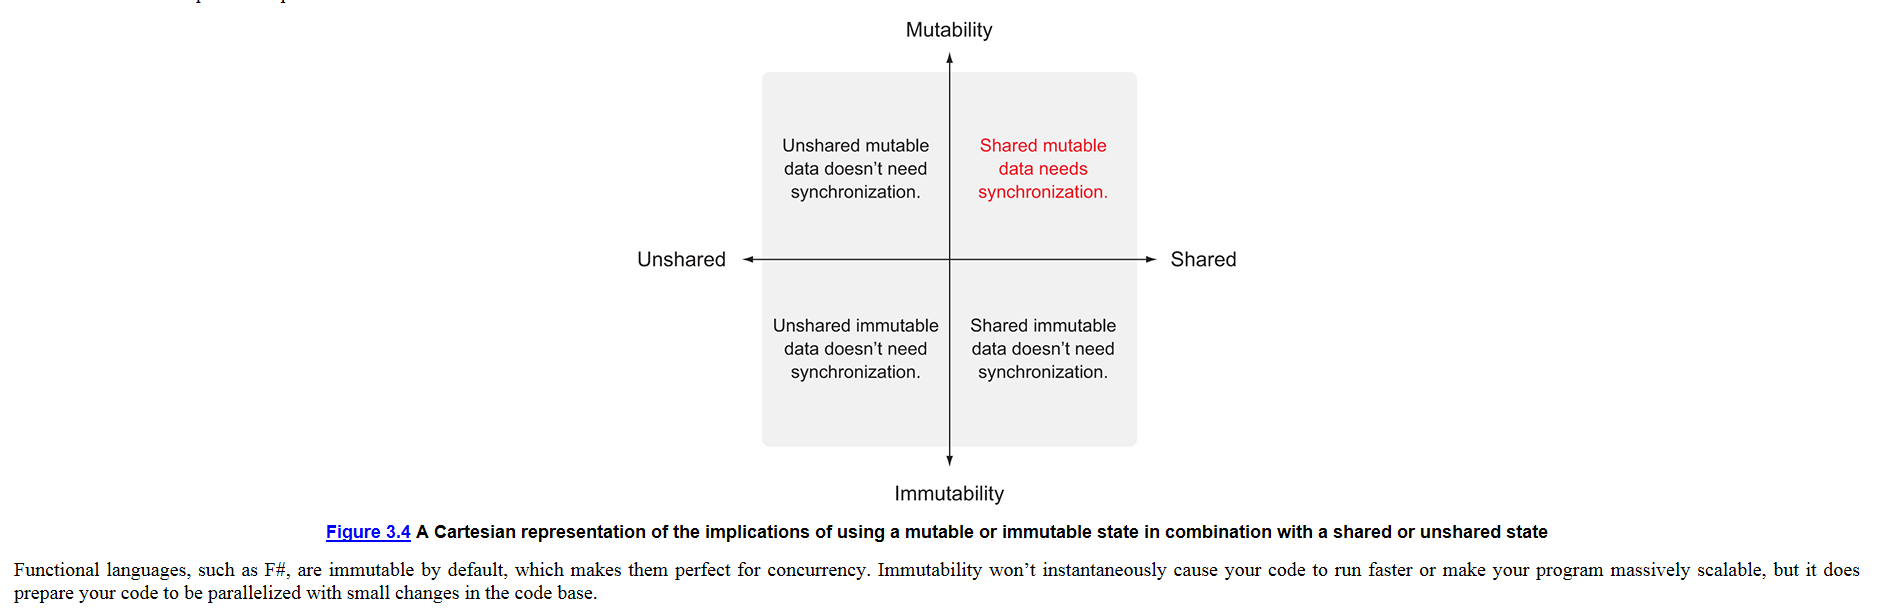 Mutability
Unshared mutable
data doesn’t need
synchronization.
Shared mutable
data needs
synchronization.
Unshared
Shared
Unshared immutable
data doesn’t need
synchronization.
Shared immutable
data doesn’t need
synchronization.
Immutability
Figure 3.4 A Cartesian representation of the implications of using a mutable or immutable state in combination with a shared or unshared state
Functional languages, such as F#, are immutable by default, which makes them perfect for concurrency. Immutability won’t instantaneously cause your code to run faster or make your program massively scalable, but it does
prepare your code to be parallelized with small changes in the code base.